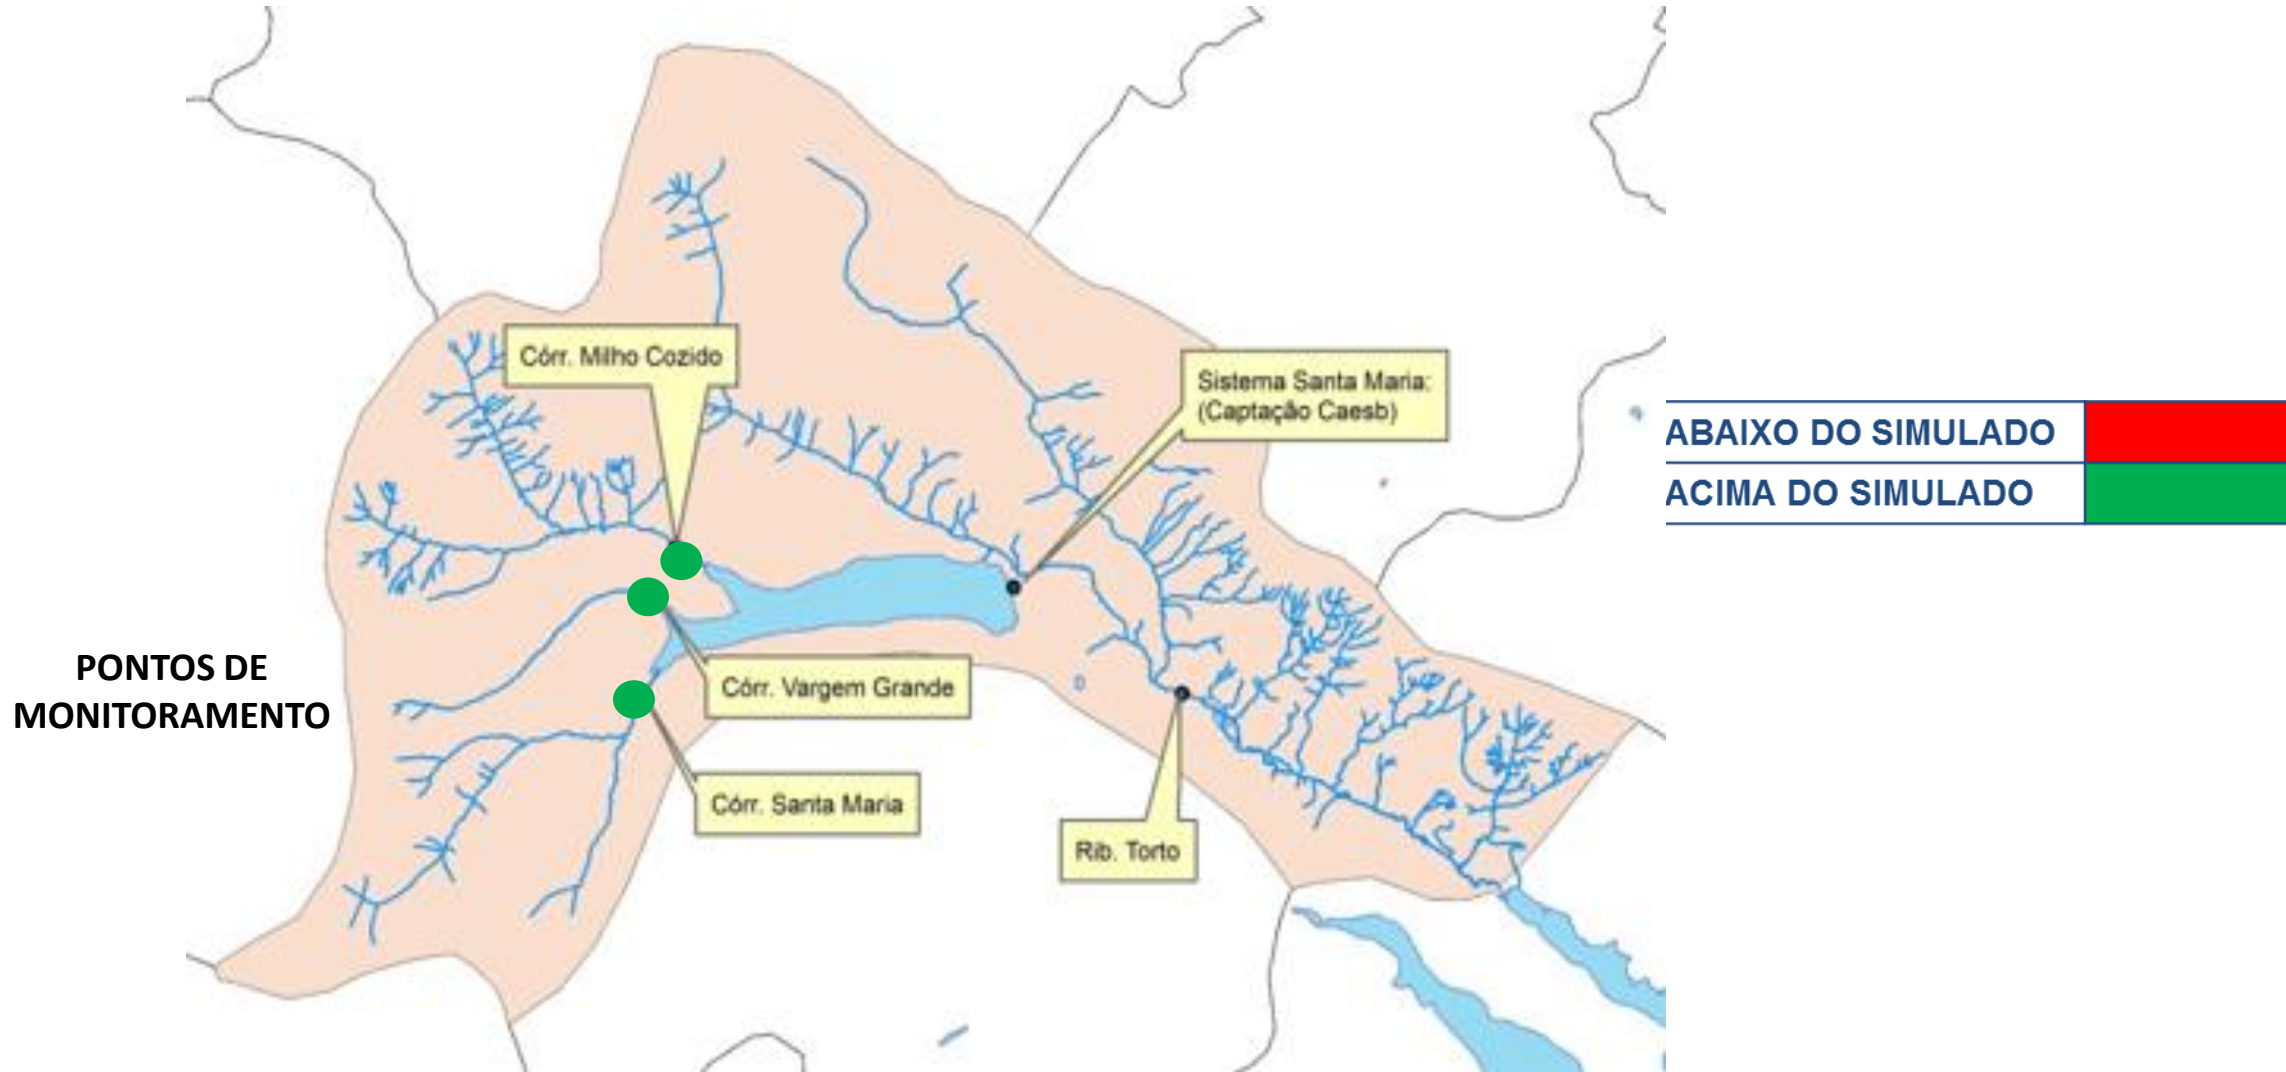 Córr. Milho Cozido
Sistema Santa Maria:
(Captação Caesb)
ABAIXO DO SIMULADO
ACIMA DO SIMULADO
PONTOS DE
MONITORAMENTO
Córr. Vargem Grande
Córr. Santa Maria
Rib. Torto